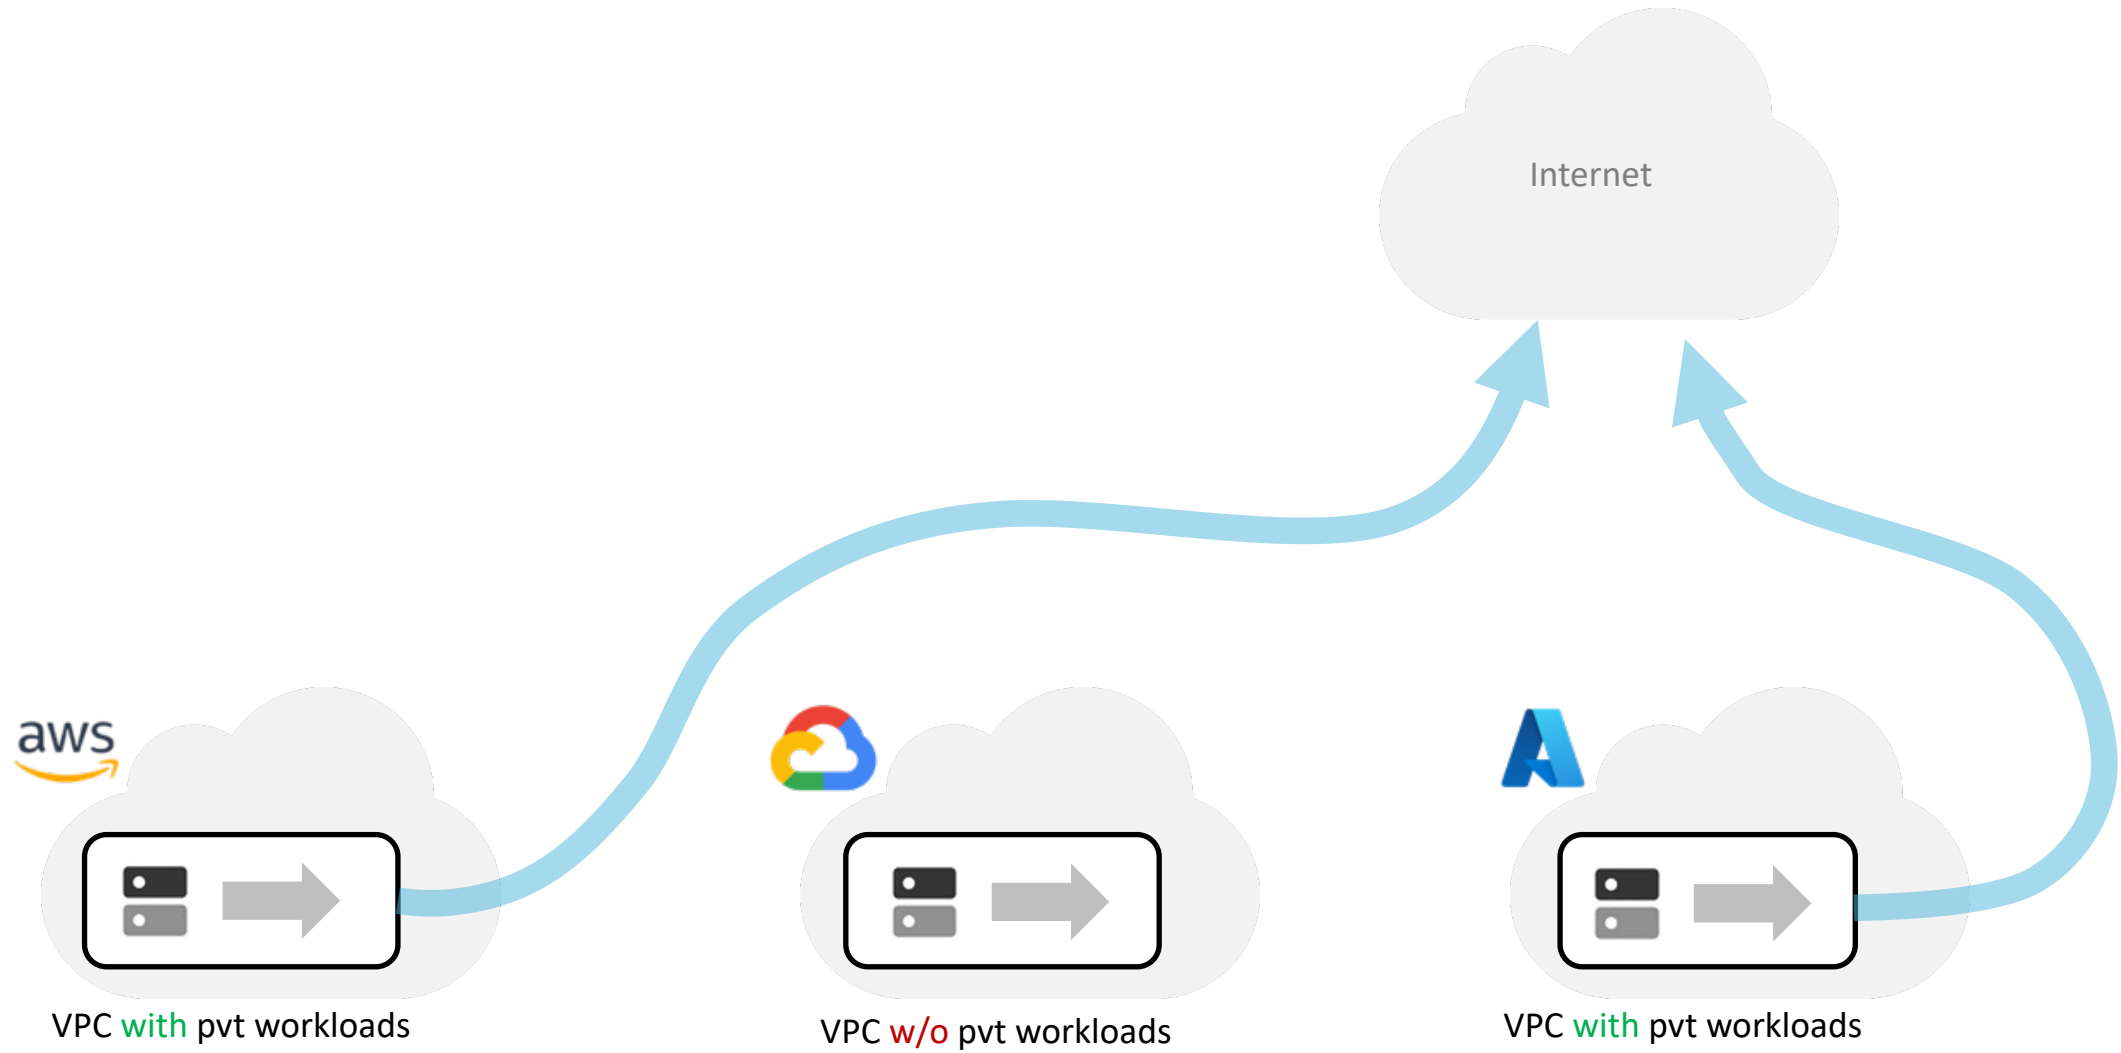 Internet
aws
VPC with pvt workloads
VPC w/o pvt workloads
VPC with pvt workloads